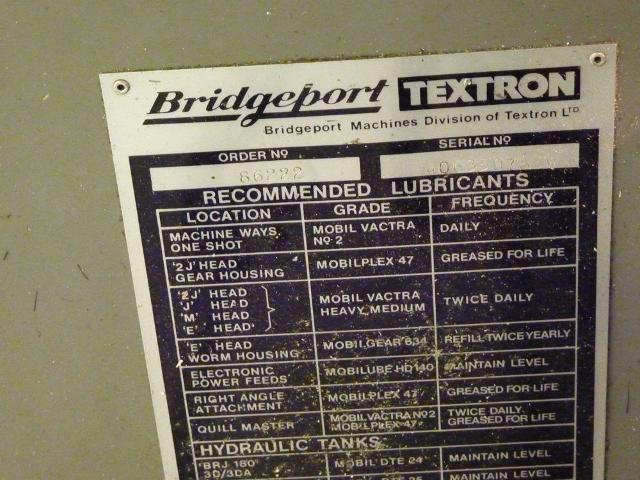 Bridgeport TEXTRON
Bridgeport Machines Division of Textron LTD
ORDER Nº SERIAL Nº
86222
RECOMMENDED LUBRICANTS
LOCATION GRADE FREQUENCY
MACHINE WAYS ONE SHOT MOBIL VACTRA Nº 2 DAILY
'2J' HEAD GEAR HOUSING MOBILPLEX 47 GREASED FOR LIFE
'2J' HEAD
'J' HEAD
'M' HEAD
'E' HEAD
MOBIL VACTRA HEAVY MEDIUM TWICE DAILY
'E' HEAD WORM HOUSING MOBILGEAR 634 REFILL TWICE YEARLY
ELECTRONIC POWER FEEDS MOBILUBE HD 140 MAINTAIN LEVEL
RIGHT ANGLE ATTACHMENT MOBILPLEX 47 GREASED FOR LIFE
QUILL MASTER MOBIL VACTRA Nº2 MOBILPLEX 47 TWICE DAILY GREASED FOR LIFE
HYDRAULIC TANKS
'BRJ 180' 3D/3DA MOBIL DTE 24 MAINTAIN LEVEL
MAINTAIN LEVEL